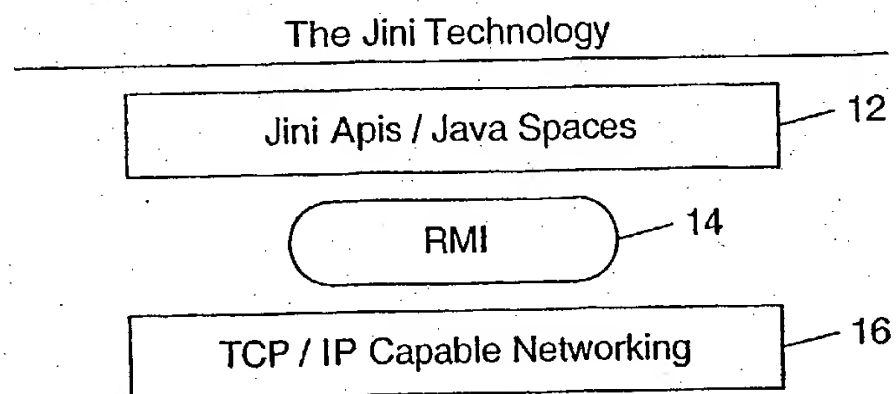 The Jini Technology
Jini Apis / Java Spaces
12
RMI
14
TCP / IP Capable Networking
16